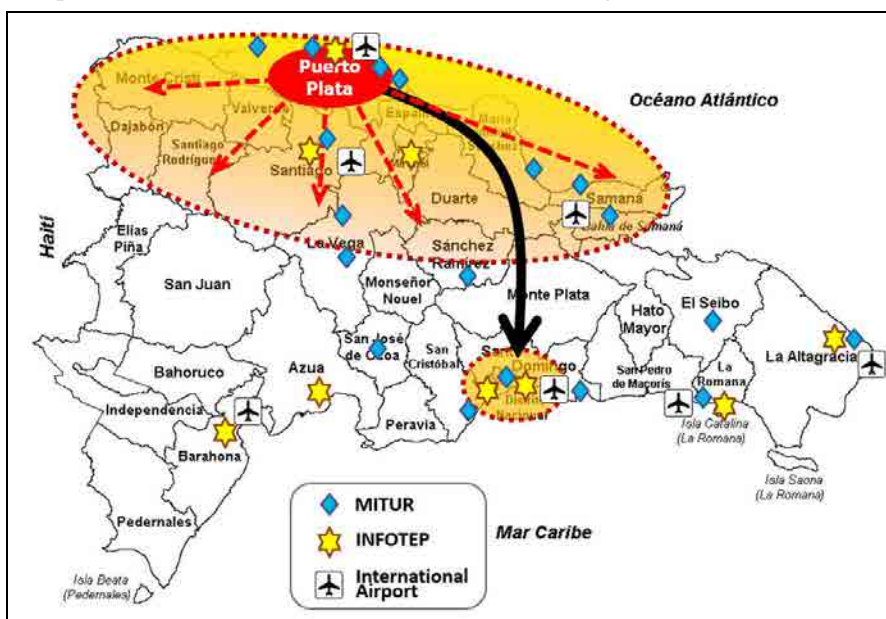 Puerto
Plata
Monte Cristi
Valverde
Océano Atlántico
Dajabón
Santiago
Rodríguez
Santiago
Duarte
Samaná
Bahía de Samaná
Haití
Elías
Piña
La Vega
Sánchez
Ramírez
San Juan
Monseñor
Nouel
Monte Plata
Hato
Mayor
El Seibo
San José
de Ocoa
San
Cristóbal
Azua
Bahoruco
Santo
Domingo
San Pedro
de Macorís
La
Romana
La Altagracia
Distrito
Nacional
Independencia
Peravia
Isla Catalina
(La Romana)
Barahona
Isla Saona
(La Romana)
Pedernales
MITUR
INFOTEP
International
Airport
Mar Caribe
Isla Beata
(Pedernales)